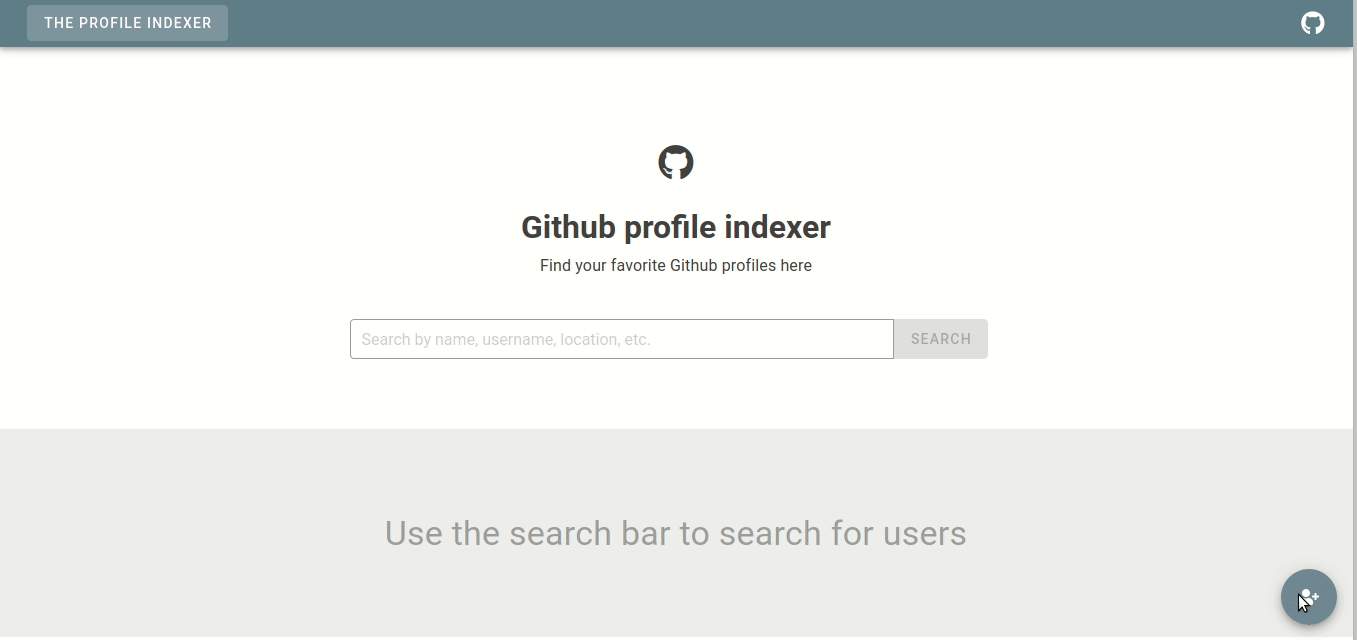 THE PROFILE INDEXER
Github profile indexer
Find your favorite Github profiles here
Search by name, username, location, etc.
SEARCH
Use the search bar to search for users